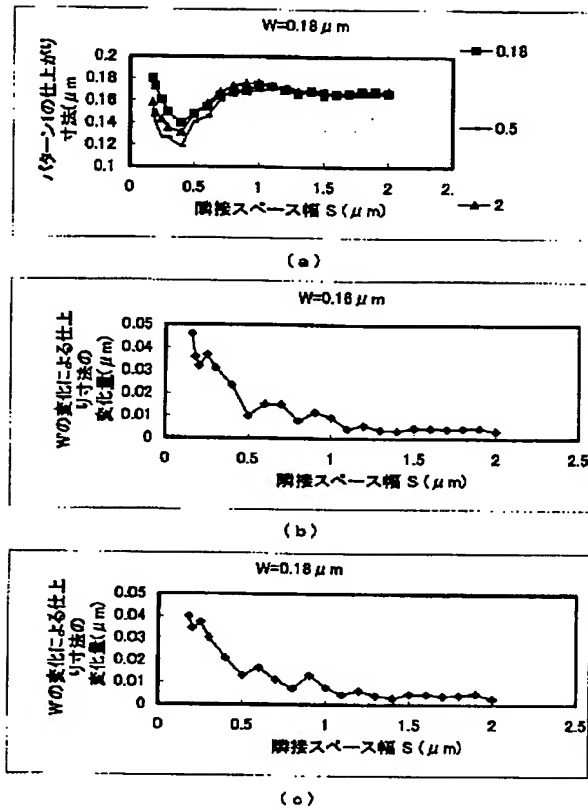 W=0.18μm
パターン1の仕上がり
寸法(μm
0.2
0.18
0.16
0.14
0.12
0.1
0
0.5
1
1.5
2
2.
隣接スペース幅 S(μm)
0.18
0.5
2
(a)
W=0.16μm
Wの変化による仕上
り寸法の
変化量(μm)
0.05
0.04
0.03
0.02
0.01
0
0
0.5
1
1.5
2
2.5
隣接スペース幅 S(μm)
(b)
W=0.18μm
Wの変化による仕上
り寸法の
変化量(μm)
0.05
0.04
0.03
0.02
0.01
0
0
0.5
1
1.5
2
2.5
隣接スペース幅 S(μm)
(c)